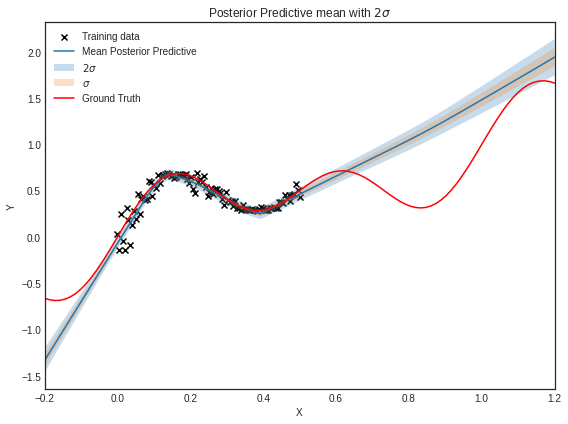 Posterior Predictive mean with 2σ
Training data
Mean Posterior Predictive
2σ
σ
Ground Truth
2.0
1.5
1.0
0.5
0.0
−0.5
−1.0
−1.5
Y
−0.2 0.0 0.2 0.4 0.6 0.8 1.0 1.2
X